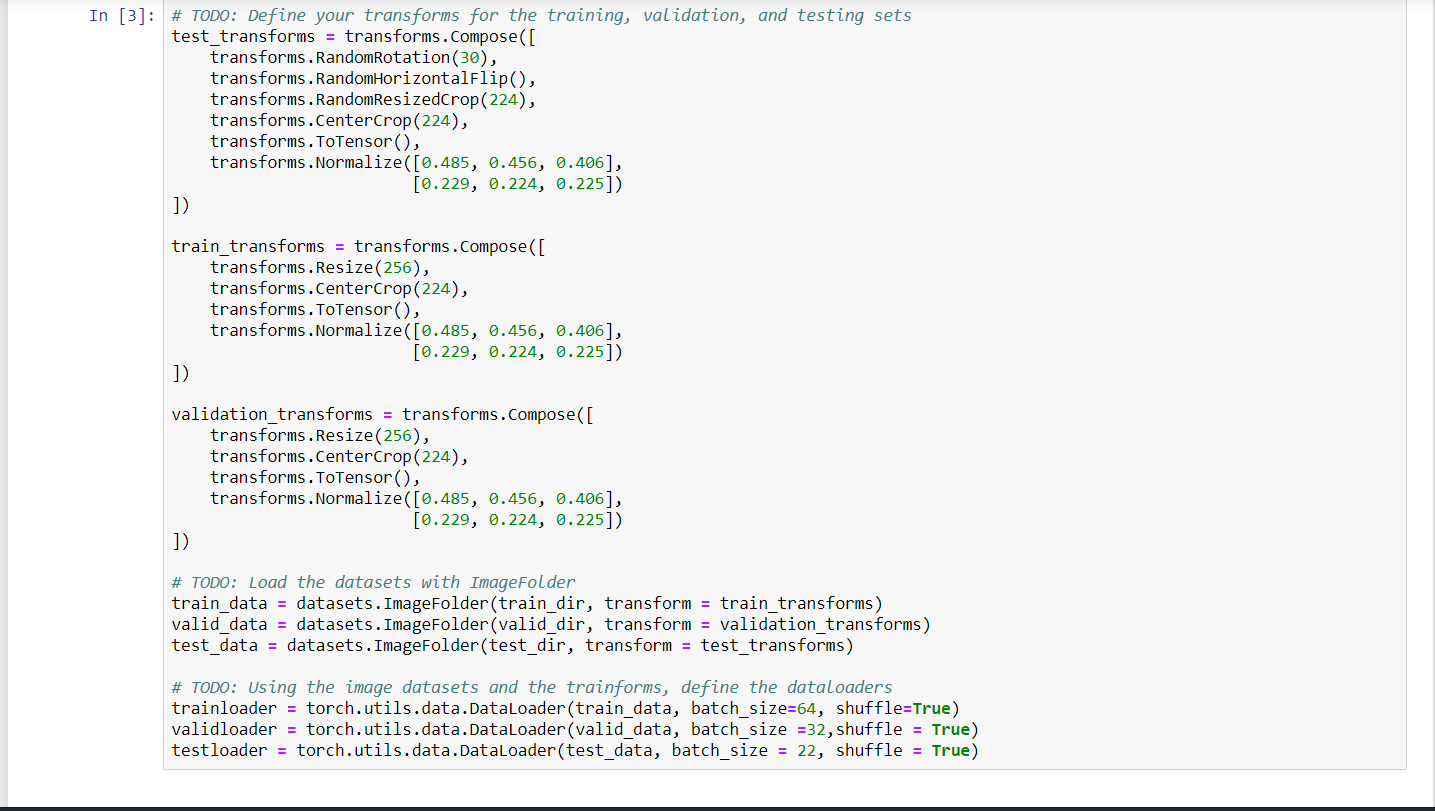 In [3]: # TODO: Define your transforms for the training, validation, and testing sets
test_transforms = transforms.Compose([
    transforms.RandomRotation(30),
    transforms.RandomHorizontalFlip(),
    transforms.RandomResizedCrop(224),
    transforms.CenterCrop(224),
    transforms.ToTensor(),
    transforms.Normalize([0.485, 0.456, 0.406],
                         [0.229, 0.224, 0.225])
])

train_transforms = transforms.Compose([
    transforms.Resize(256),
    transforms.CenterCrop(224),
    transforms.ToTensor(),
    transforms.Normalize([0.485, 0.456, 0.406],
                         [0.229, 0.224, 0.225])
])

validation_transforms = transforms.Compose([
    transforms.Resize(256),
    transforms.CenterCrop(224),
    transforms.ToTensor(),
    transforms.Normalize([0.485, 0.456, 0.406],
                         [0.229, 0.224, 0.225])
])

# TODO: Load the datasets with ImageFolder
train_data = datasets.ImageFolder(train_dir, transform = train_transforms)
valid_data = datasets.ImageFolder(valid_dir, transform = validation_transforms)
test_data = datasets.ImageFolder(test_dir, transform = test_transforms)

# TODO: Using the image datasets and the trainforms, define the dataloaders
trainloader = torch.utils.data.DataLoader(train_data, batch_size=64, shuffle=True)
validloader = torch.utils.data.DataLoader(valid_data, batch_size =32,shuffle = True)
testloader = torch.utils.data.DataLoader(test_data, batch_size = 22, shuffle = True)